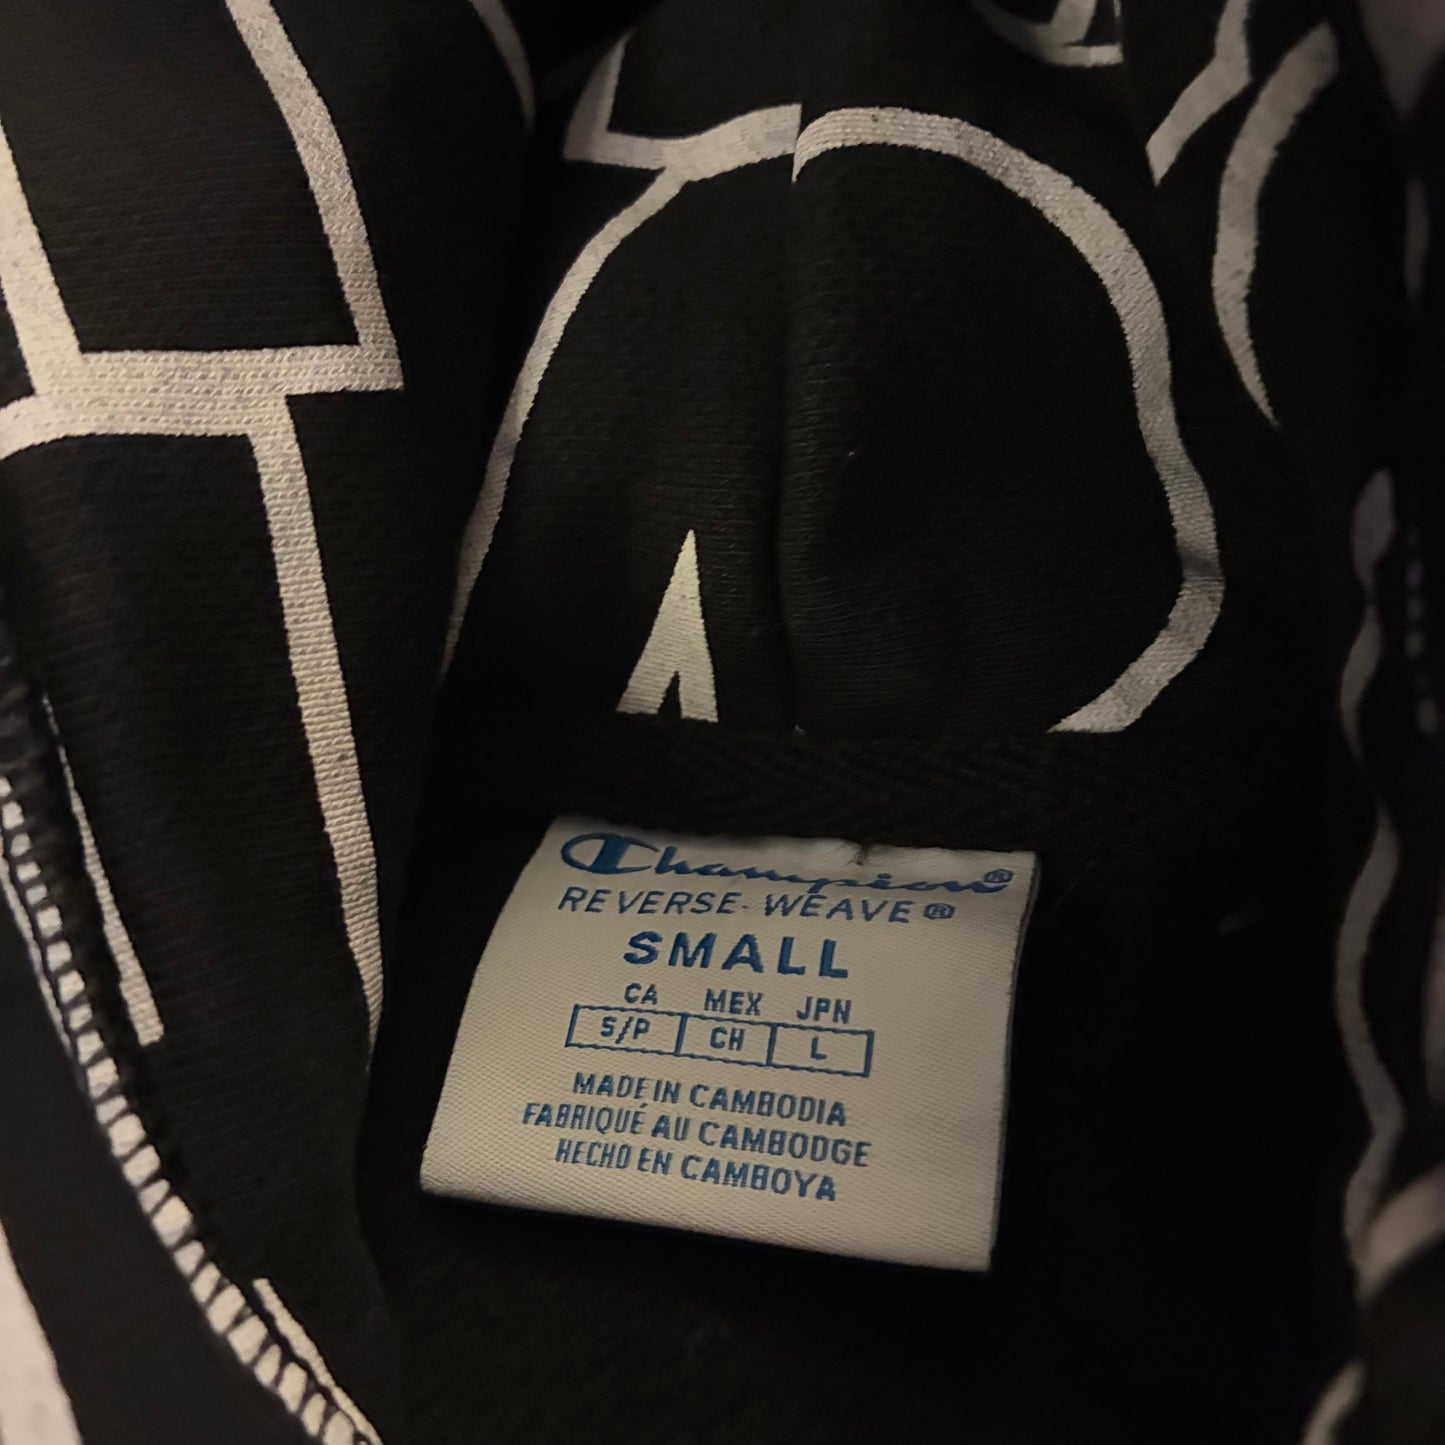 Champion®
REVERSE WEAVE®
SMALL
CA MEX JPN
S/P CH L
MADE IN CAMBODIA
FABRIQUÉ AU CAMBODGE
HECHO EN CAMBOYA